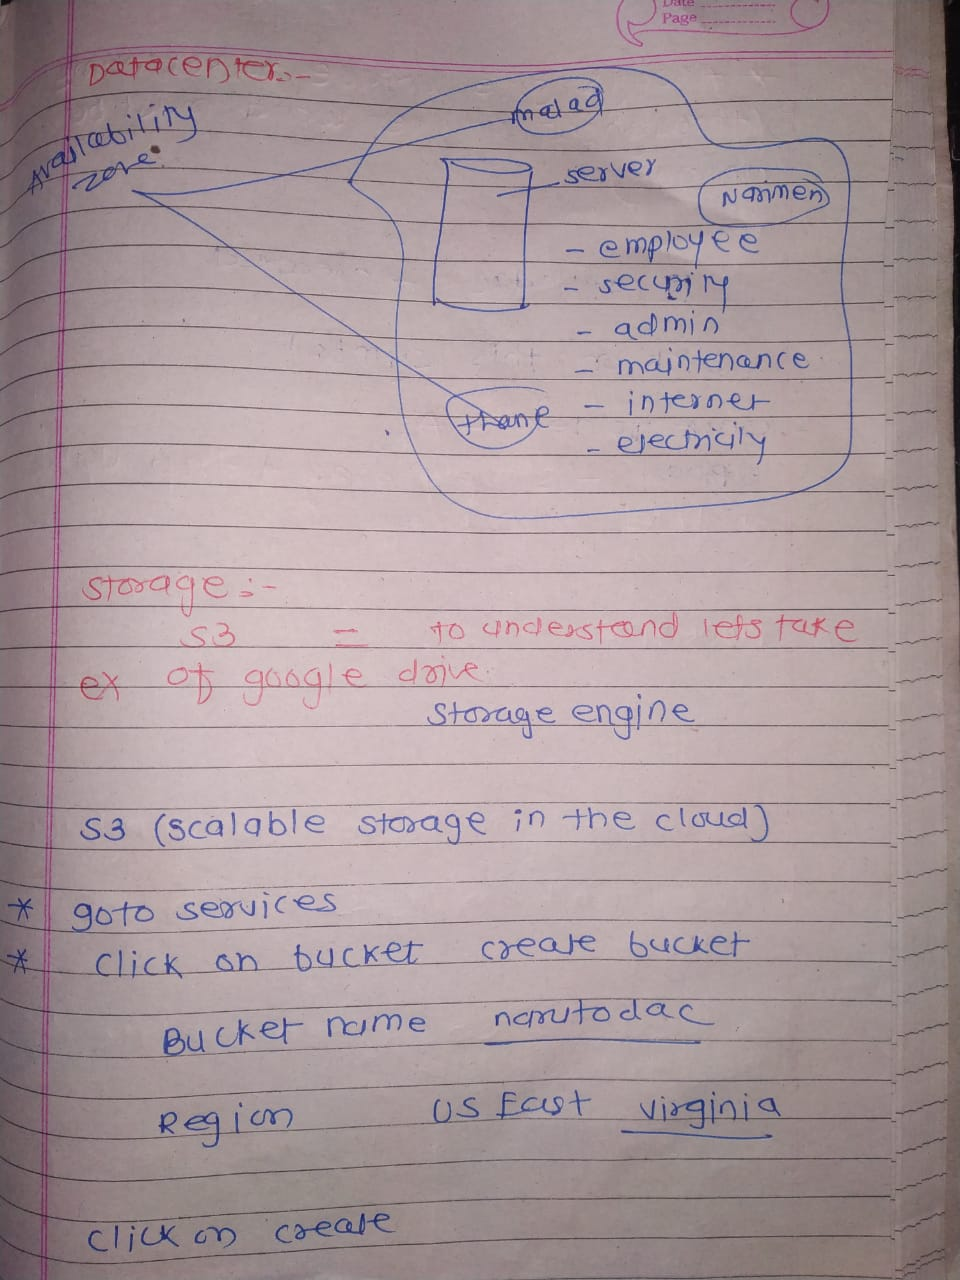 Date
Page
Datacenter:-
Availability
zone
malad
server
Nariman
- employee
- security
- admin
- maintenance
- internet
- electricity
thane
Storage :-
S3 = to understand lets take
ex of google drive.
Storage engine
S3 (scalable storage in the cloud)
* goto services
* click on bucket create bucket
Bucket name narutodac
Region US East virginia
click on create